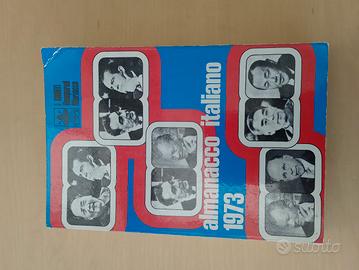 almanacco italiano
1973
subito